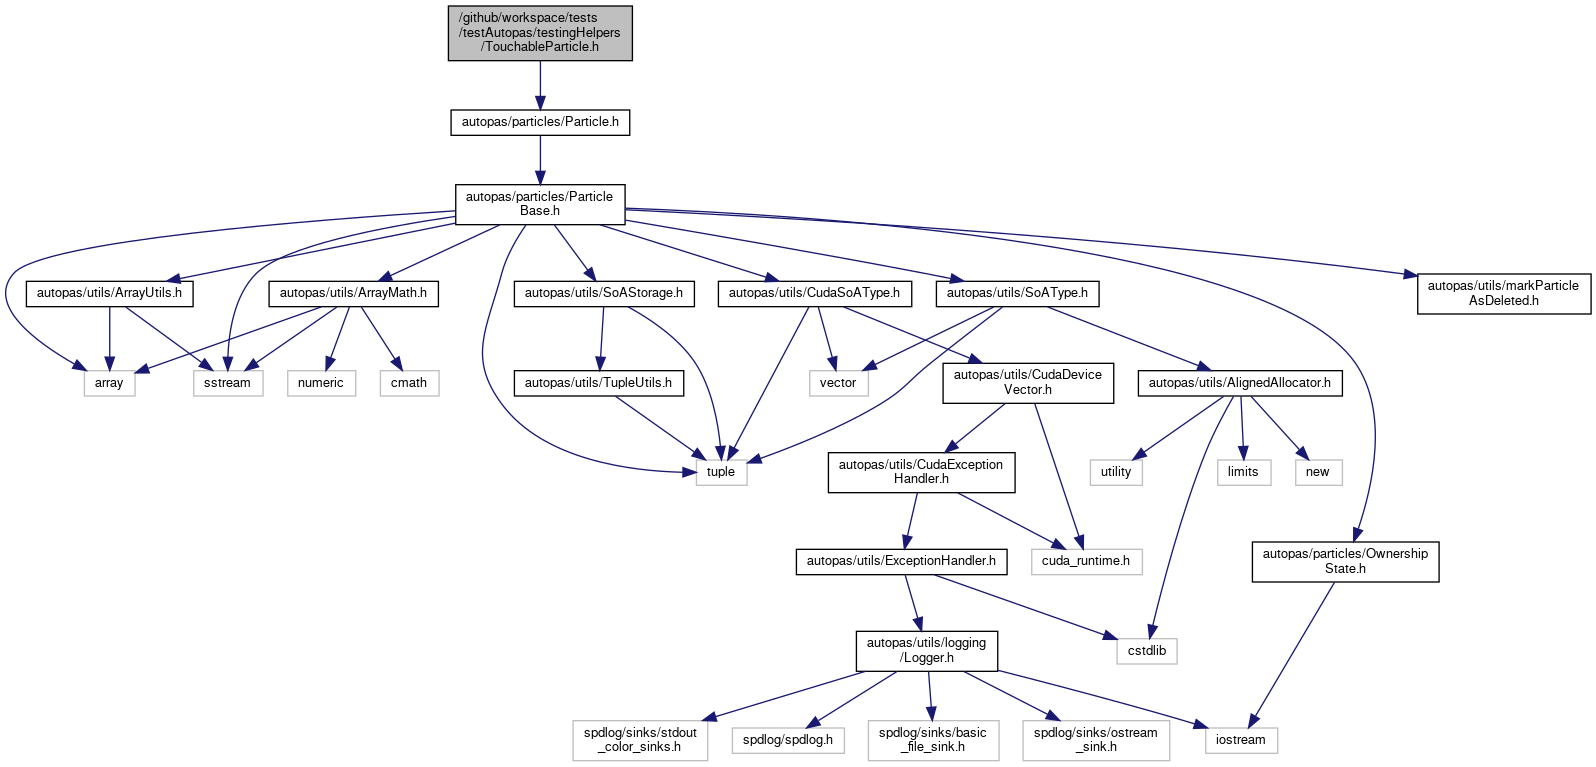 /github/workspace/tests
/testAutopas/testingHelpers
/TouchableParticle.h
autopas/particles/Particle.h
autopas/particles/Particle
Base.h
autopas/utils/ArrayUtils.h
autopas/utils/ArrayMath.h
autopas/utils/SoAStorage.h
autopas/utils/CudaSoAType.h
autopas/utils/SoAType.h
autopas/utils/markParticle
AsDeleted.h
array
sstream
numeric
cmath
autopas/utils/TupleUtils.h
vector
autopas/utils/CudaDevice
Vector.h
autopas/utils/AlignedAllocator.h
tuple
autopas/utils/CudaException
Handler.h
utility
limits
new
autopas/utils/ExceptionHandler.h
cuda_runtime.h
autopas/particles/Ownership
State.h
autopas/utils/logging
/Logger.h
cstdlib
spdlog/sinks/stdout
_color_sinks.h
spdlog/spdlog.h
spdlog/sinks/basic
_file_sink.h
spdlog/sinks/ostream
_sink.h
iostream